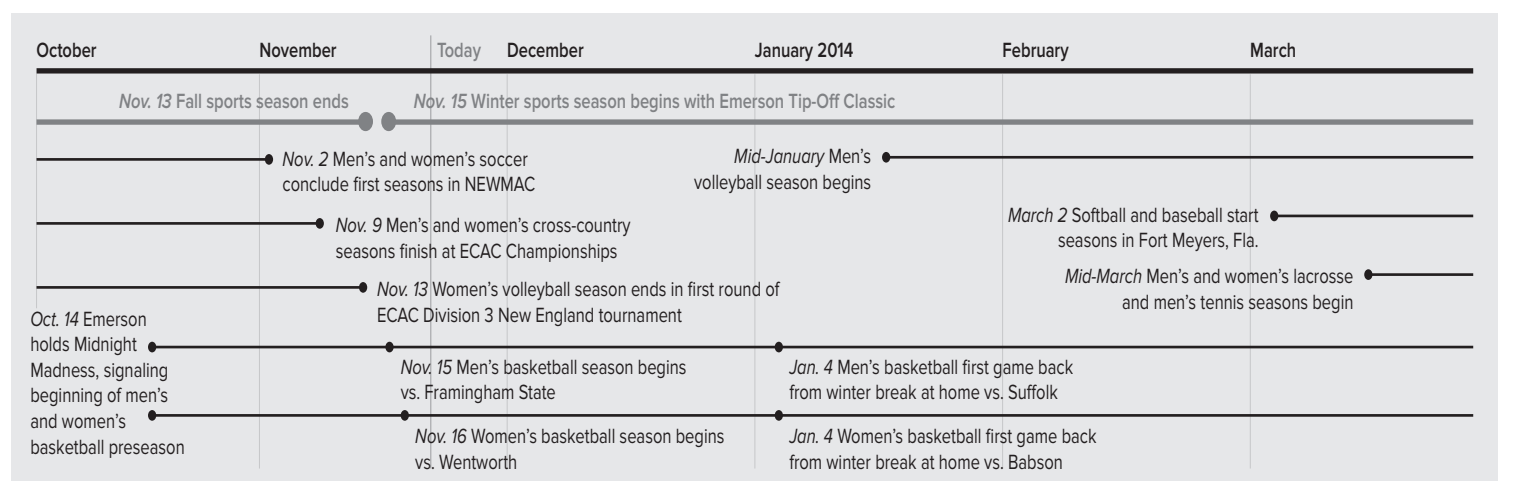 October November Today December January 2014 February March
Nov. 13 Fall sports season ends
Nov. 15 Winter sports season begins with Emerson Tip-Off Classic
Nov. 2 Men's and women's soccer
conclude first seasons in NEWMAC
Mid-January Men's
volleyball season begins
Nov. 9 Men's and women's cross-country
seasons finish at ECAC Championships
March 2 Softball and baseball start
seasons in Fort Meyers, Fla.
Nov. 13 Women's volleyball season ends in first round of
ECAC Division 3 New England tournament
Mid-March Men's and women's lacrosse
and men's tennis seasons begin
Oct. 14 Emerson
holds Midnight
Madness, signaling
beginning of men's
and women's
basketball preseason
Nov. 15 Men's basketball season begins
vs. Framingham State
Jan. 4 Men's basketball first game back
from winter break at home vs. Suffolk
Nov. 16 Women's basketball season begins
vs. Wentworth
Jan. 4 Women's basketball first game back
from winter break at home vs. Babson